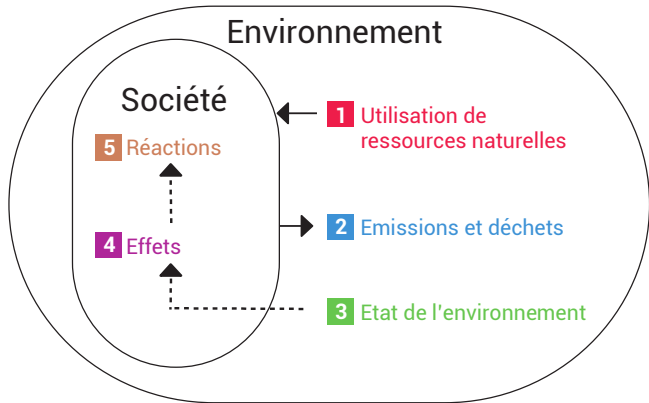 Environnement
Société
1 Utilisation de
ressources naturelles
5 Réactions
2 Emissions et déchets
4 Effets
3 Etat de l'environnement